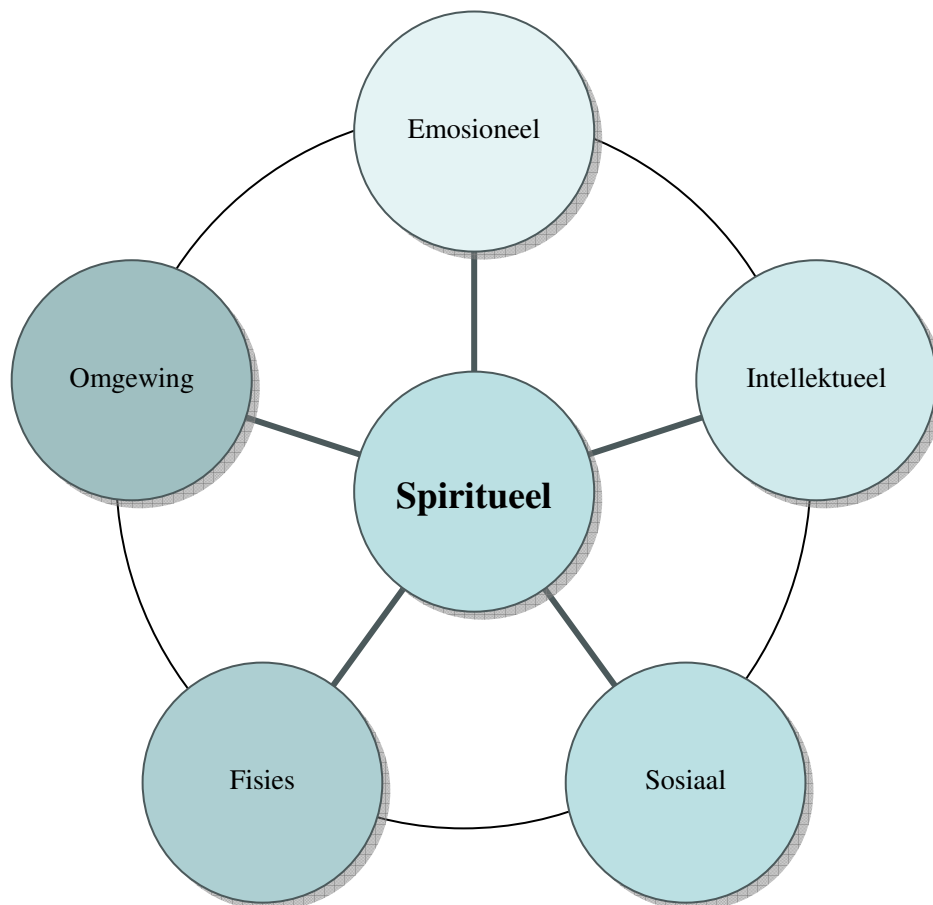 Emosioneel
Omgewing
Intellektueel
Spiritueel
Fisies
Sosiaal